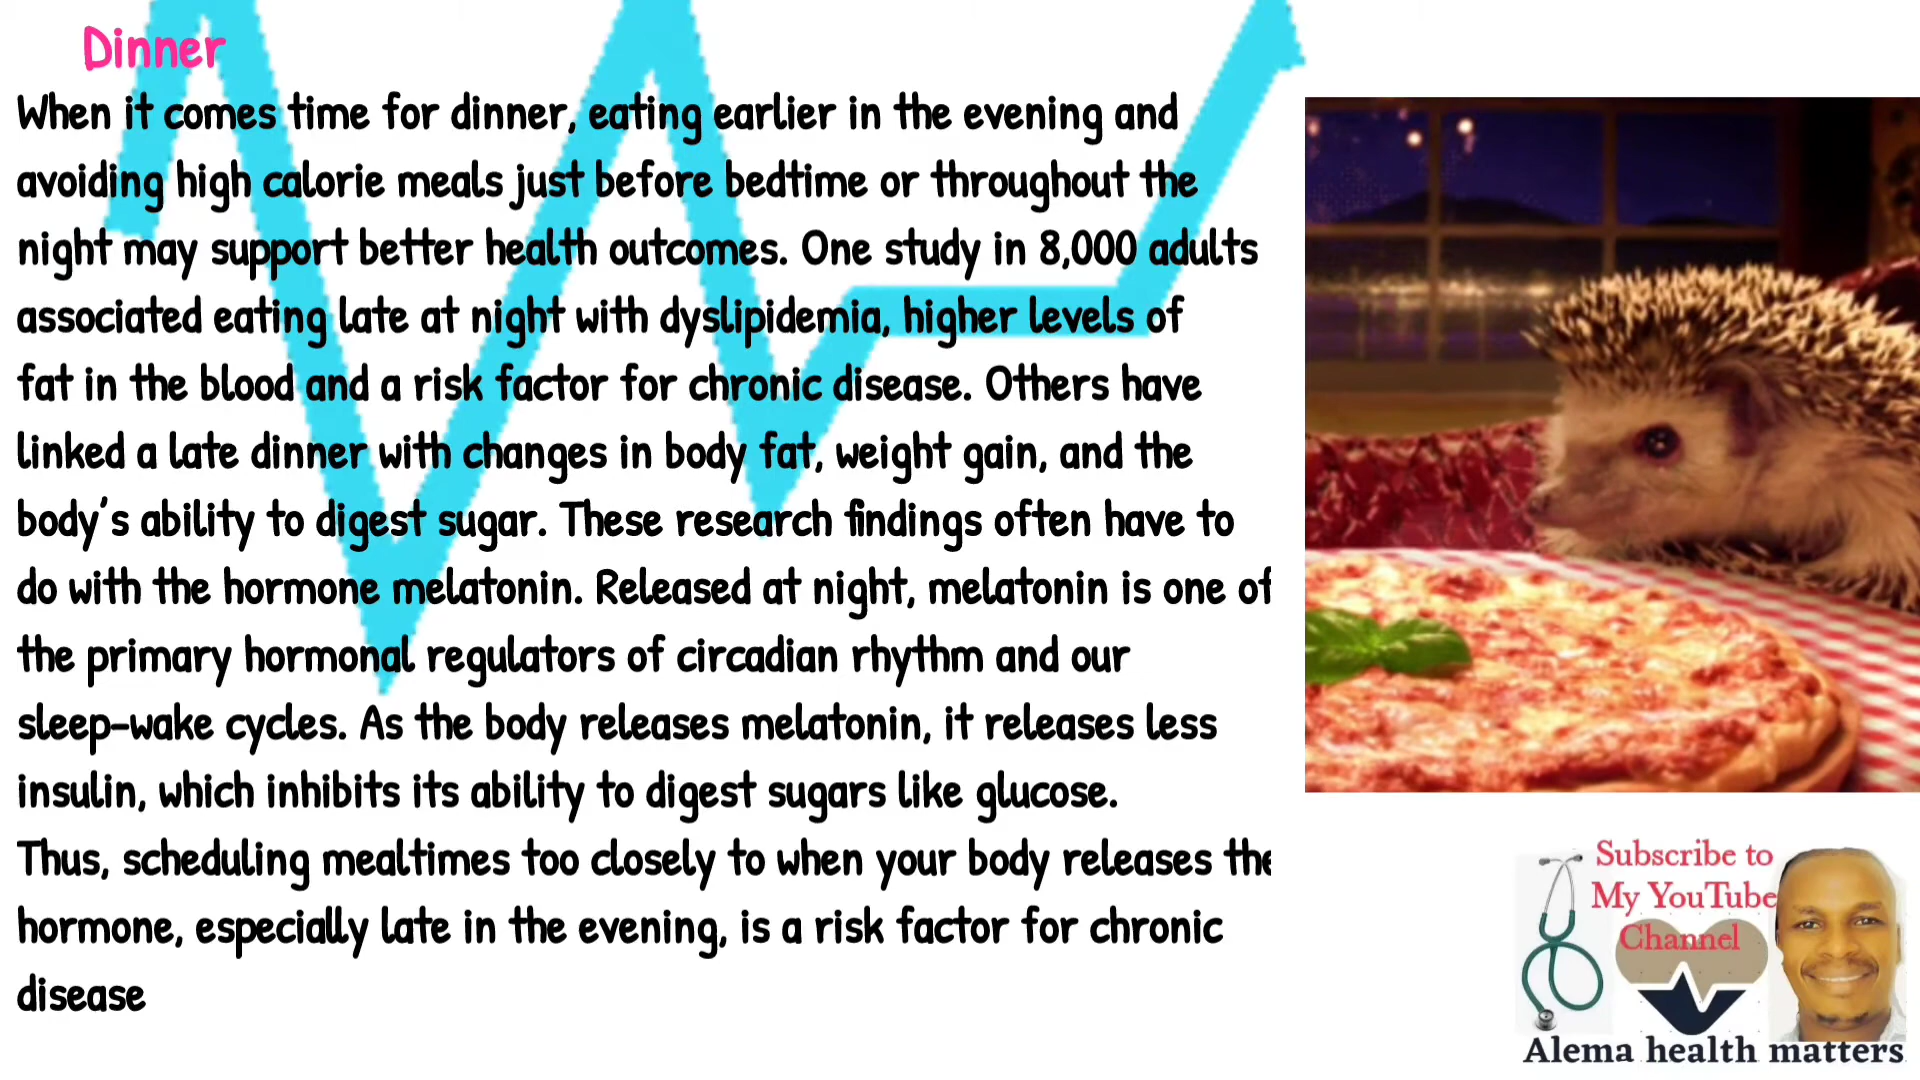 Dinner
When it comes time for dinner, eating earlier in the evening and
avoiding high calorie meals just before bedtime or throughout the
night may support better health outcomes. One study in 8,000 adults
associated eating late at night with dyslipidemia, higher levels of
fat in the blood and a risk factor for chronic disease. Others have
linked a late dinner with changes in body fat, weight gain, and the
body's ability to digest sugar. These research findings often have to
do with the hormone melatonin. Released at night, melatonin is one of
the primary hormonal regulators of circadian rhythm and our
sleep-wake cycles. As the body releases melatonin, it releases less
insulin, which inhibits its ability to digest sugars like glucose.
Thus, scheduling mealtimes too closely to when your body releases the
hormone, especially late in the evening, is a risk factor for chronic
disease
Subscribe to
My YouTube
Channel
Alema health matters